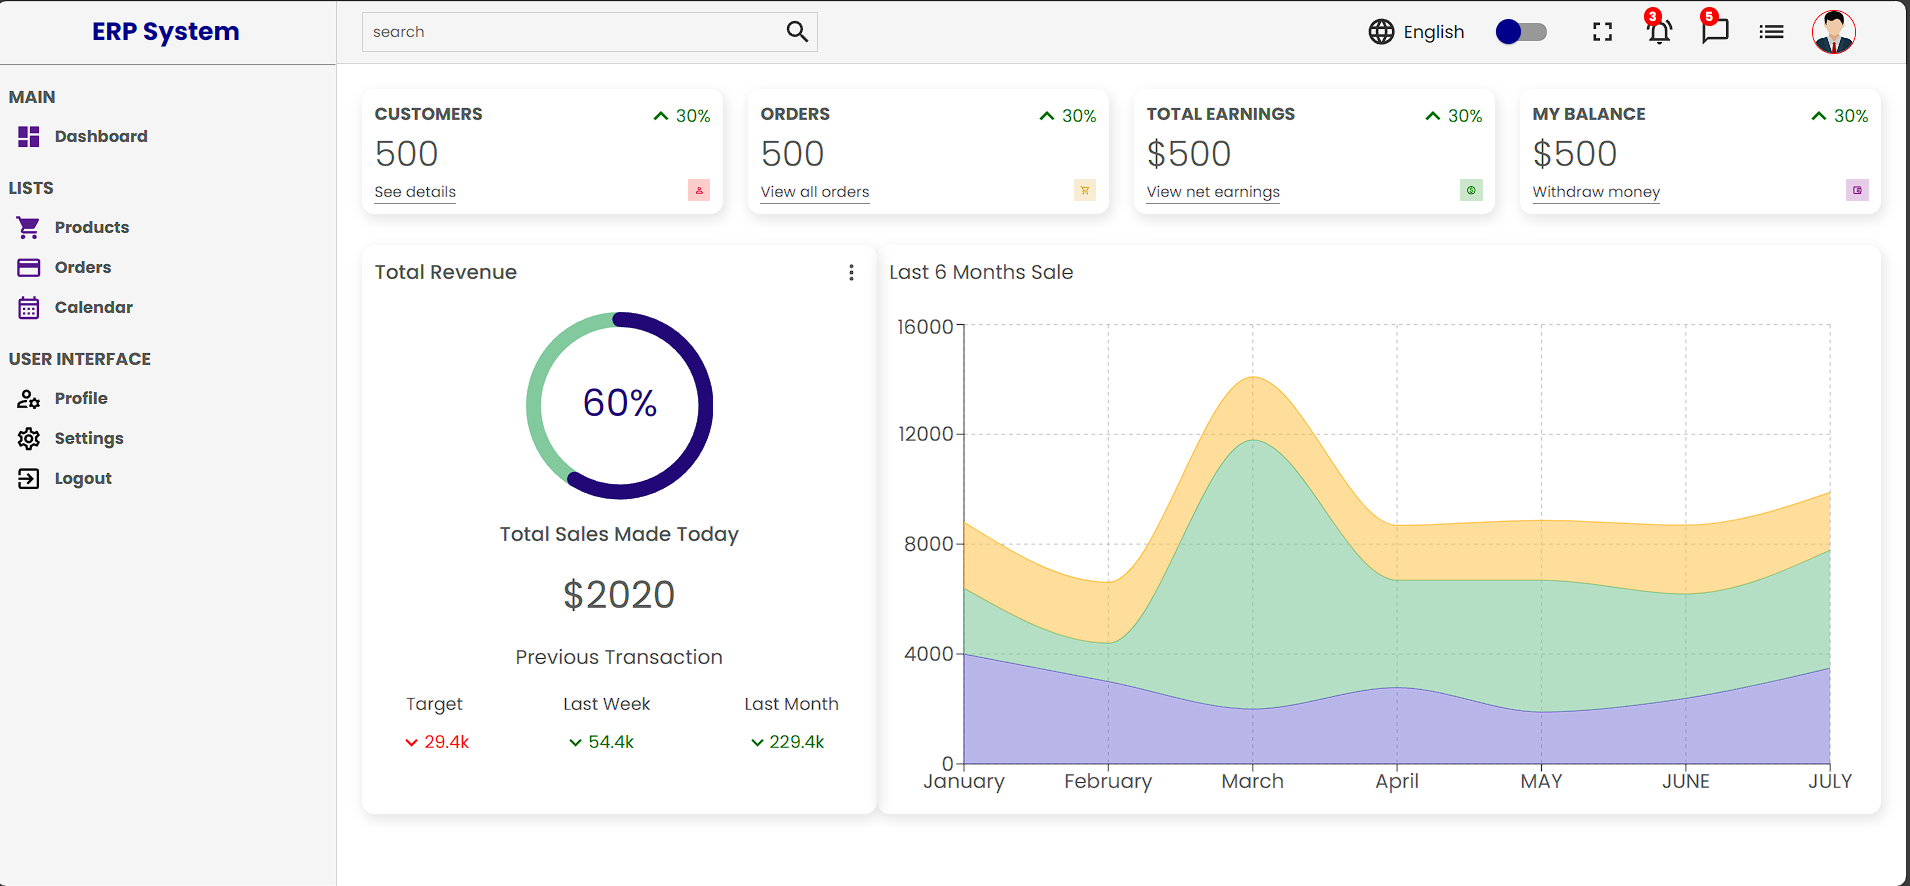 ERP System
search
English
3
5
MAIN
Dashboard
LISTS
Products
Orders
Calendar
USER INTERFACE
Profile
Settings
Logout
CUSTOMERS
30%
500
See details
ORDERS
30%
500
View all orders
TOTAL EARNINGS
30%
$500
View net earnings
MY BALANCE
30%
$500
Withdraw money
Total Revenue
60%
Total Sales Made Today
$2020
Previous Transaction
Target
Last Week
Last Month
29.4k
54.4k
229.4k
Last 6 Months Sale
16000
12000
8000
4000
0
January
February
March
April
MAY
JUNE
JULY